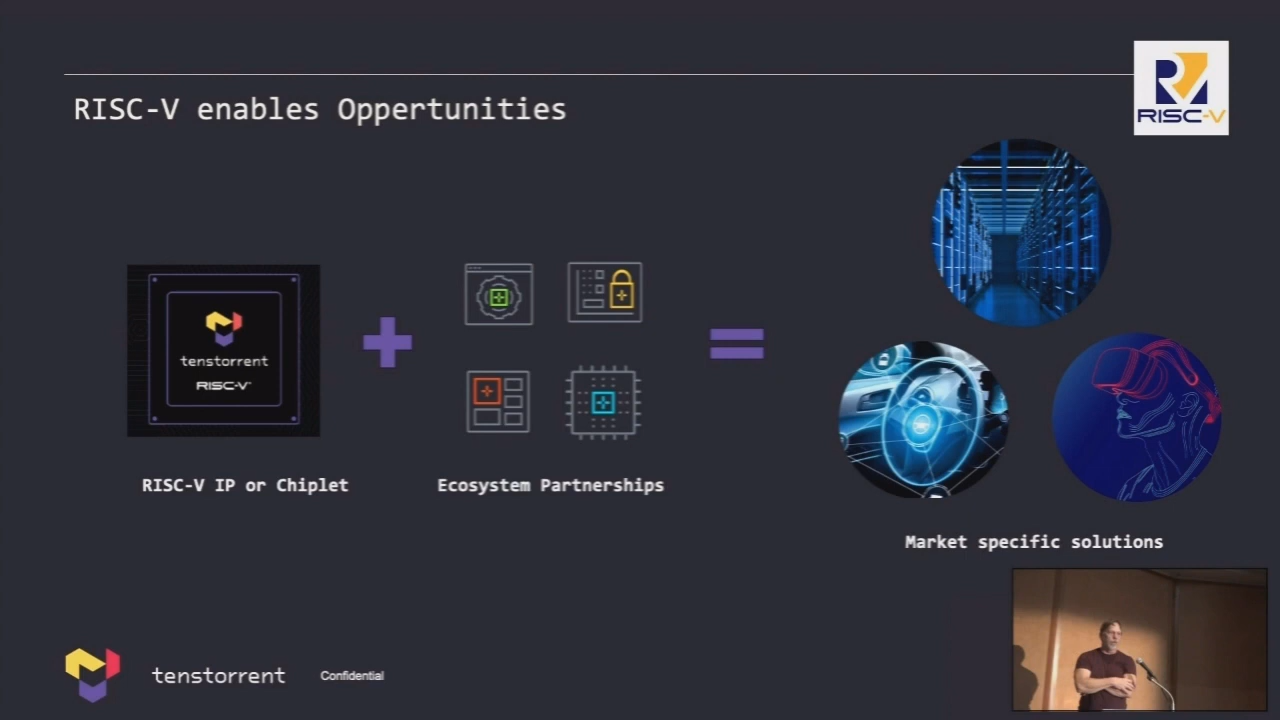 RISC-V enables Oppertunities
RISC-V
tenstorrent
RISC-V
RISC-V IP or Chiplet
Ecosystem Partnerships
Market specific solutions
tenstorrent
Confidential